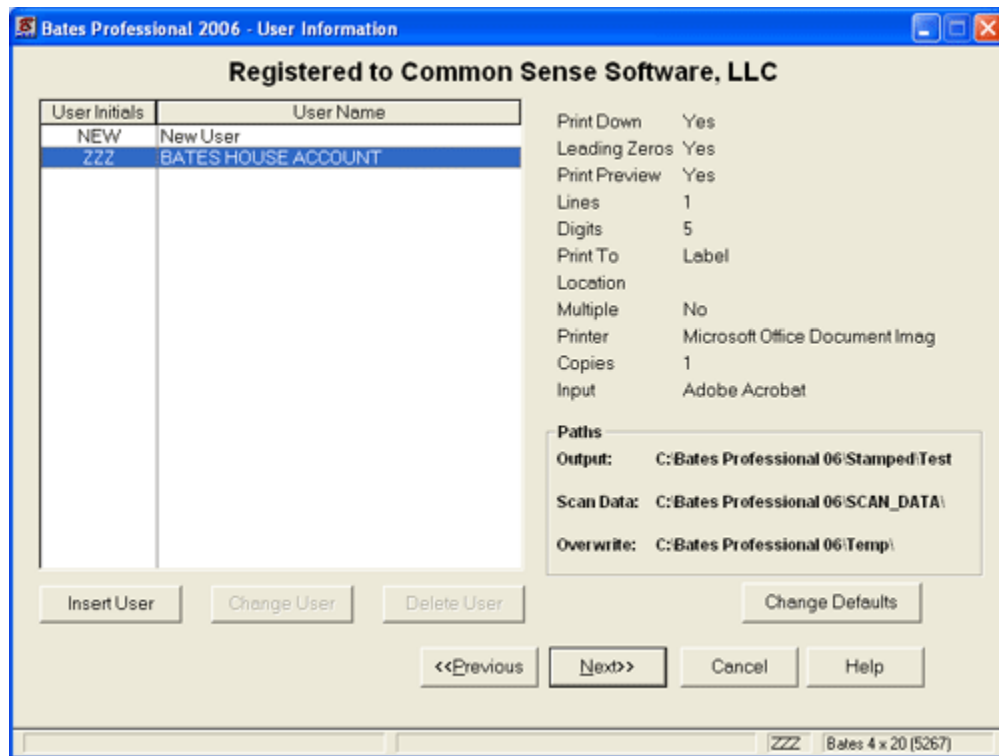 Bates Professional 2006 - User Information
Registered to Common Sense Software, LLC
User Initials User Name
NEW New User
ZZZ BATES HOUSE ACCOUNT
Print Down Yes
Leading Zeros Yes
Print Preview Yes
Lines 1
Digits 5
Print To Label
Location
Multiple No
Printer Microsoft Office Document Imag
Copies 1
Input Adobe Acrobat
Paths
Output: C:\Bates Professional 06\Stamped\Test
Scan Data: C:\Bates Professional 06\SCAN_DATA\
Overwrite: C:\Bates Professional 06\Temp\
Insert User Change User Delete User Change Defaults
<<Previous Next>> Cancel Help
ZZZ Bates 4 x 20 (5267)